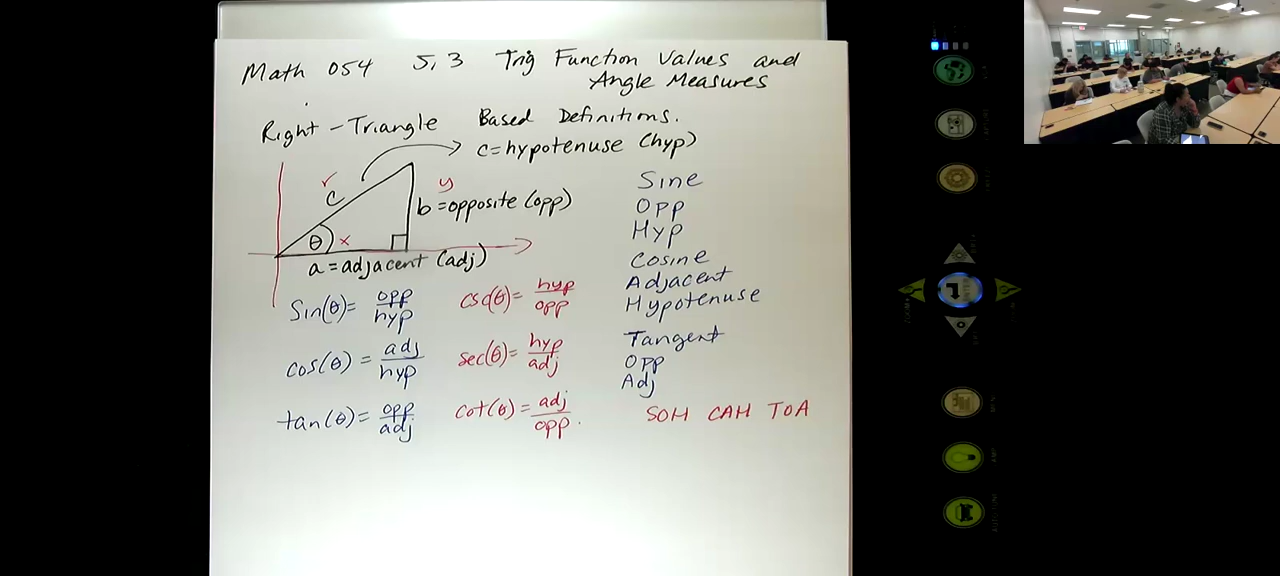 Math 054 5,3 Trig Function Values and
Angle Measures
Right-Triangle Based Definitions.
c=hypotenuse (hyp)
r
c
y
b=opposite (opp)
θ
x
a=adjacent (adj)
Sin(θ)= opp/hyp csc(θ)= hyp/opp
cos(θ)= adj/hyp sec(θ)= hyp/adj
tan(θ)= opp/adj cot(θ)= adj/opp.
Sine
Opp
Hyp
Cosine
Adjacent
Hypotenuse
Tangent
Opp
Adj
SOH CAH TOA